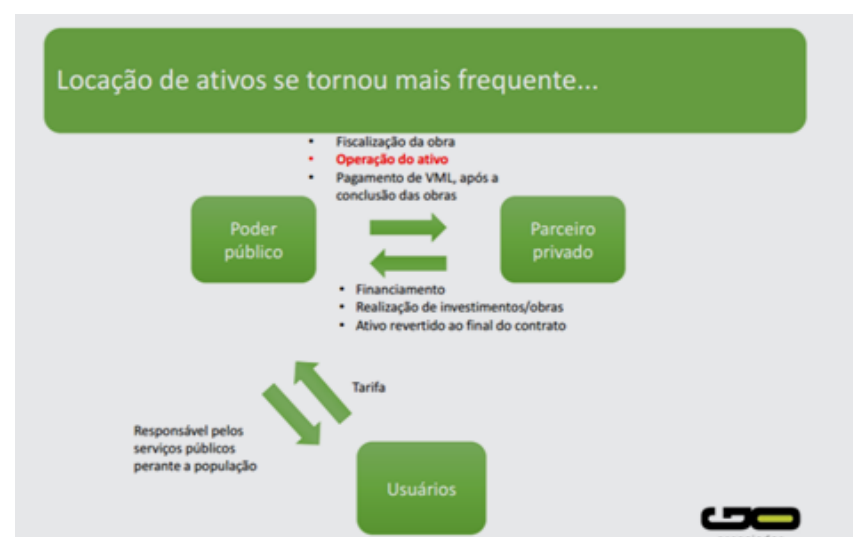 Locação de ativos se tornou mais frequente...
• Fiscalização da obra
• Operação do ativo
• Pagamento de VML, após a
conclusão das obras
Poder
público
Parceiro
privado
• Financiamento
• Realização de investimentos/obras
• Ativo revertido ao final do contrato
Tarifa
Responsável pelos
serviços públicos
perante a população
Usuários
GO